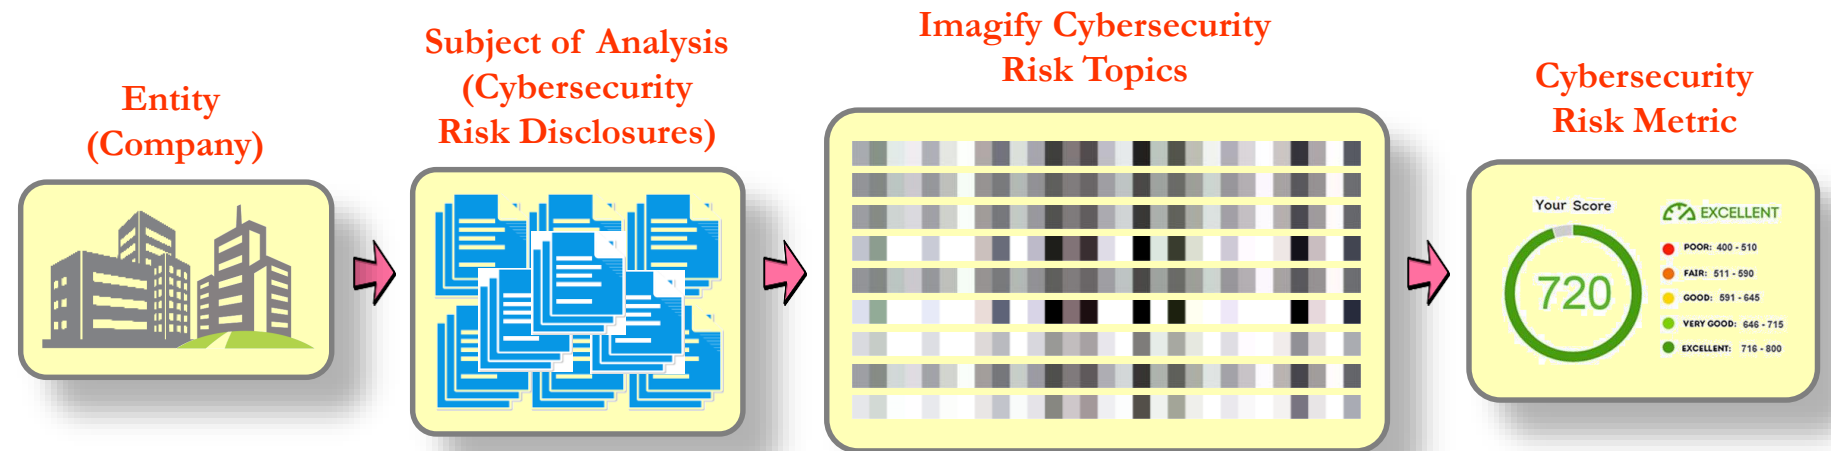 Entity
(Company)
Subject of Analysis
(Cybersecurity
Risk Disclosures)
Imagify Cybersecurity
Risk Topics
Cybersecurity
Risk Metric
Your Score
720
EXCELLENT
POOR: 400 - 510
FAIR: 511 - 590
GOOD: 591 - 645
VERY GOOD: 646 - 715
EXCELLENT: 716 - 800